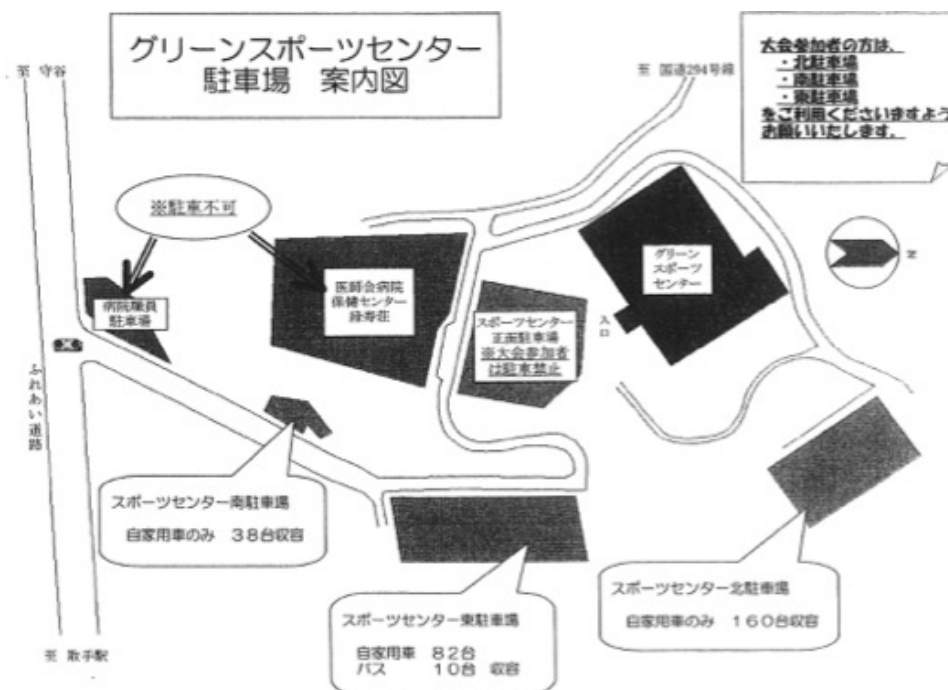 グリーンスポーツセンター
駐車場 案内図
至 守谷
至 国道294号線
大会参加者の方は、
・北駐車場
・南駐車場
・東駐車場
をご利用くださいますよう
お願いいたします。
※駐車不可
N
病院職員
駐車場
医師会病院
保健センター
緑寿荘
グリーン
スポーツ
センター
入口
スポーツセンター
正面駐車場
※大会参加者
は駐車禁止
ふれあい道路
スポーツセンター南駐車場
自家用車のみ 38台収容
スポーツセンター東駐車場
自家用車 82台
バス 10台 収容
スポーツセンター北駐車場
自家用車のみ 160台収容
至 取手駅